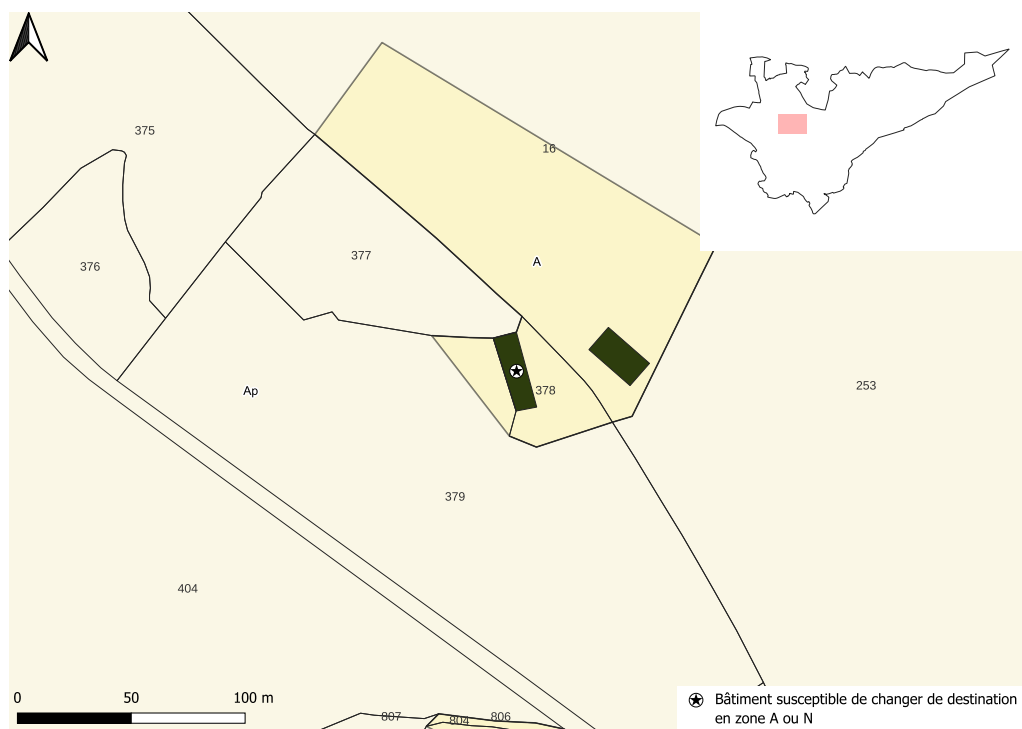 375
16
377
A
376
Ap
378
253
379
404
0 50 100 m
807 804 806
Bâtiment susceptible de changer de destination
en zone A ou N